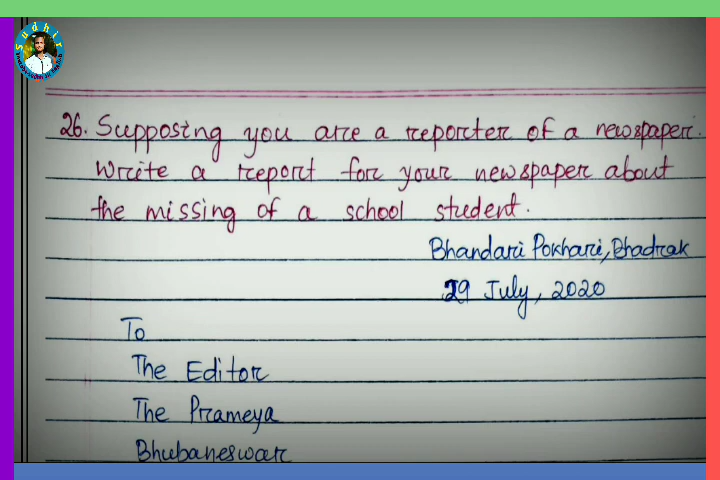 Sudhir
26. Supposing you are a reporter of a newspaper.
Write a report for your newspaper about
the missing of a school student.
Bhandari Pokhari, Bhadrak
29 July, 2020
To
The Editor
The Prameya
Bhubaneswar